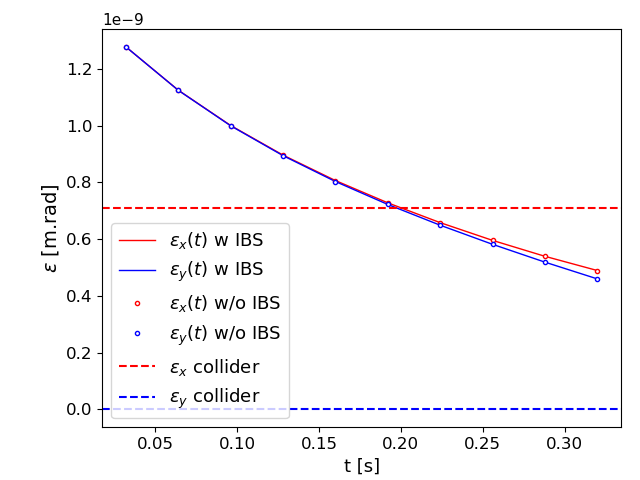 1e−9
1.2
1.0
0.8
0.6
0.4
0.2
0.0
ε [m.rad]
εx(t) w IBS
εy(t) w IBS
εx(t) w/o IBS
εy(t) w/o IBS
εx collider
εy collider
0.05 0.10 0.15 0.20 0.25 0.30
t [s]